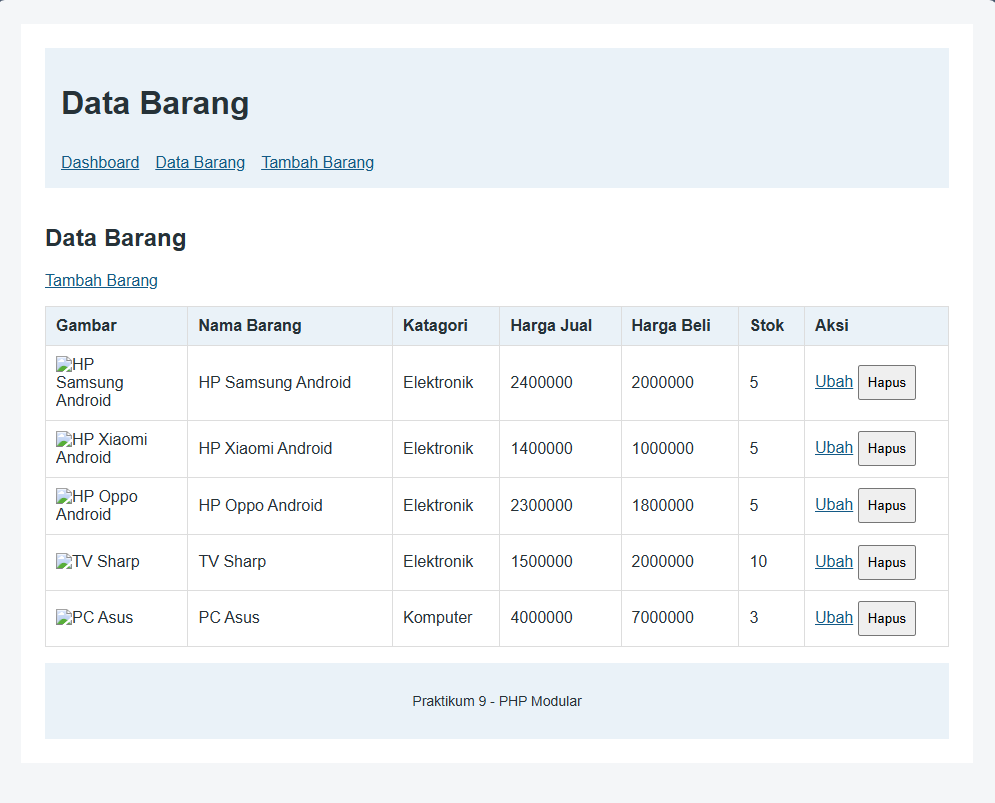 Data Barang
Dashboard Data Barang Tambah Barang
Data Barang
Tambah Barang
Gambar Nama Barang Katagori Harga Jual Harga Beli Stok Aksi
HP Samsung Android HP Samsung Android Elektronik 2400000 2000000 5 Ubah Hapus
HP Xiaomi Android HP Xiaomi Android Elektronik 1400000 1000000 5 Ubah Hapus
HP Oppo Android HP Oppo Android Elektronik 2300000 1800000 5 Ubah Hapus
TV Sharp TV Sharp Elektronik 1500000 2000000 10 Ubah Hapus
PC Asus PC Asus Komputer 4000000 7000000 3 Ubah Hapus
Praktikum 9 - PHP Modular